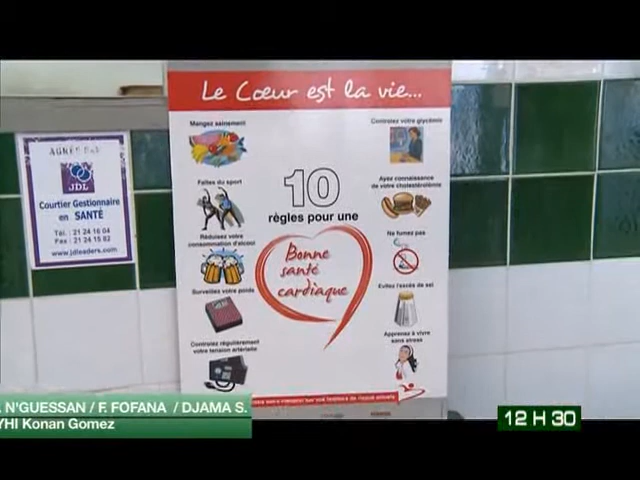 Le Cœur est la vie...
Mangez sainement
Faites du sport
Réduisez votre
consommation d'alcool
Surveillez votre poids
Contrôlez régulièrement
votre tension artérielle
10
règles pour une
Bonne
santé
cardiaque
Contrôlez votre glycémie
Ayez connaissance
de votre cholestérolémie
Ne fumez pas
Evitez l'excès de sel
Apprenez à vivre
sans stress
JDL
Courtier Gestionnaire
en SANTÉ
Tél. : 21 24 16 04
Fax : 21 24 15 82
www.jdleaders.com
N'GUESSAN / F. FOFANA / DJAMA S.
YHI Konan Gomez
12 H 30